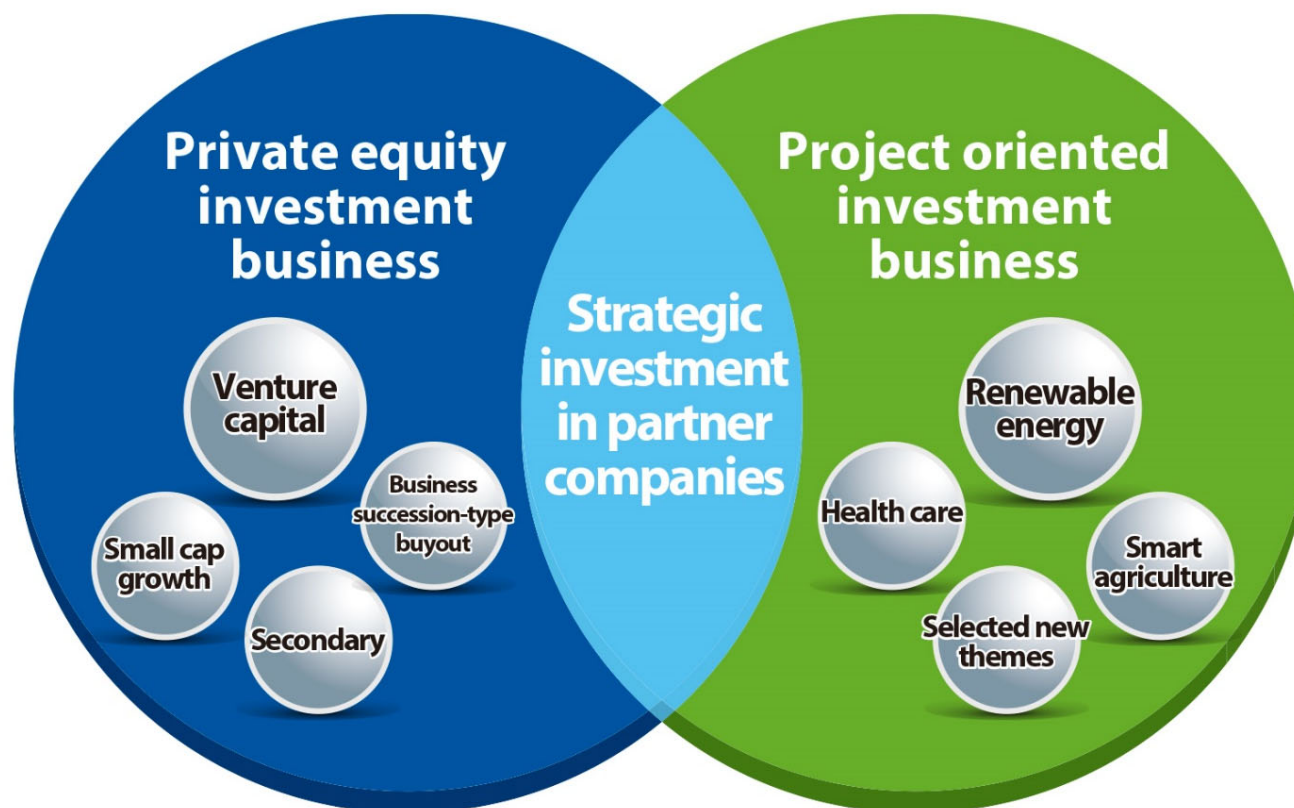 Private equity
investment
business
Venture
capital
Business
succession-type
buyout
Small cap
growth
Secondary
Strategic
investment
in partner
companies
Project oriented
investment
business
Renewable
energy
Health care
Smart
agriculture
Selected new
themes